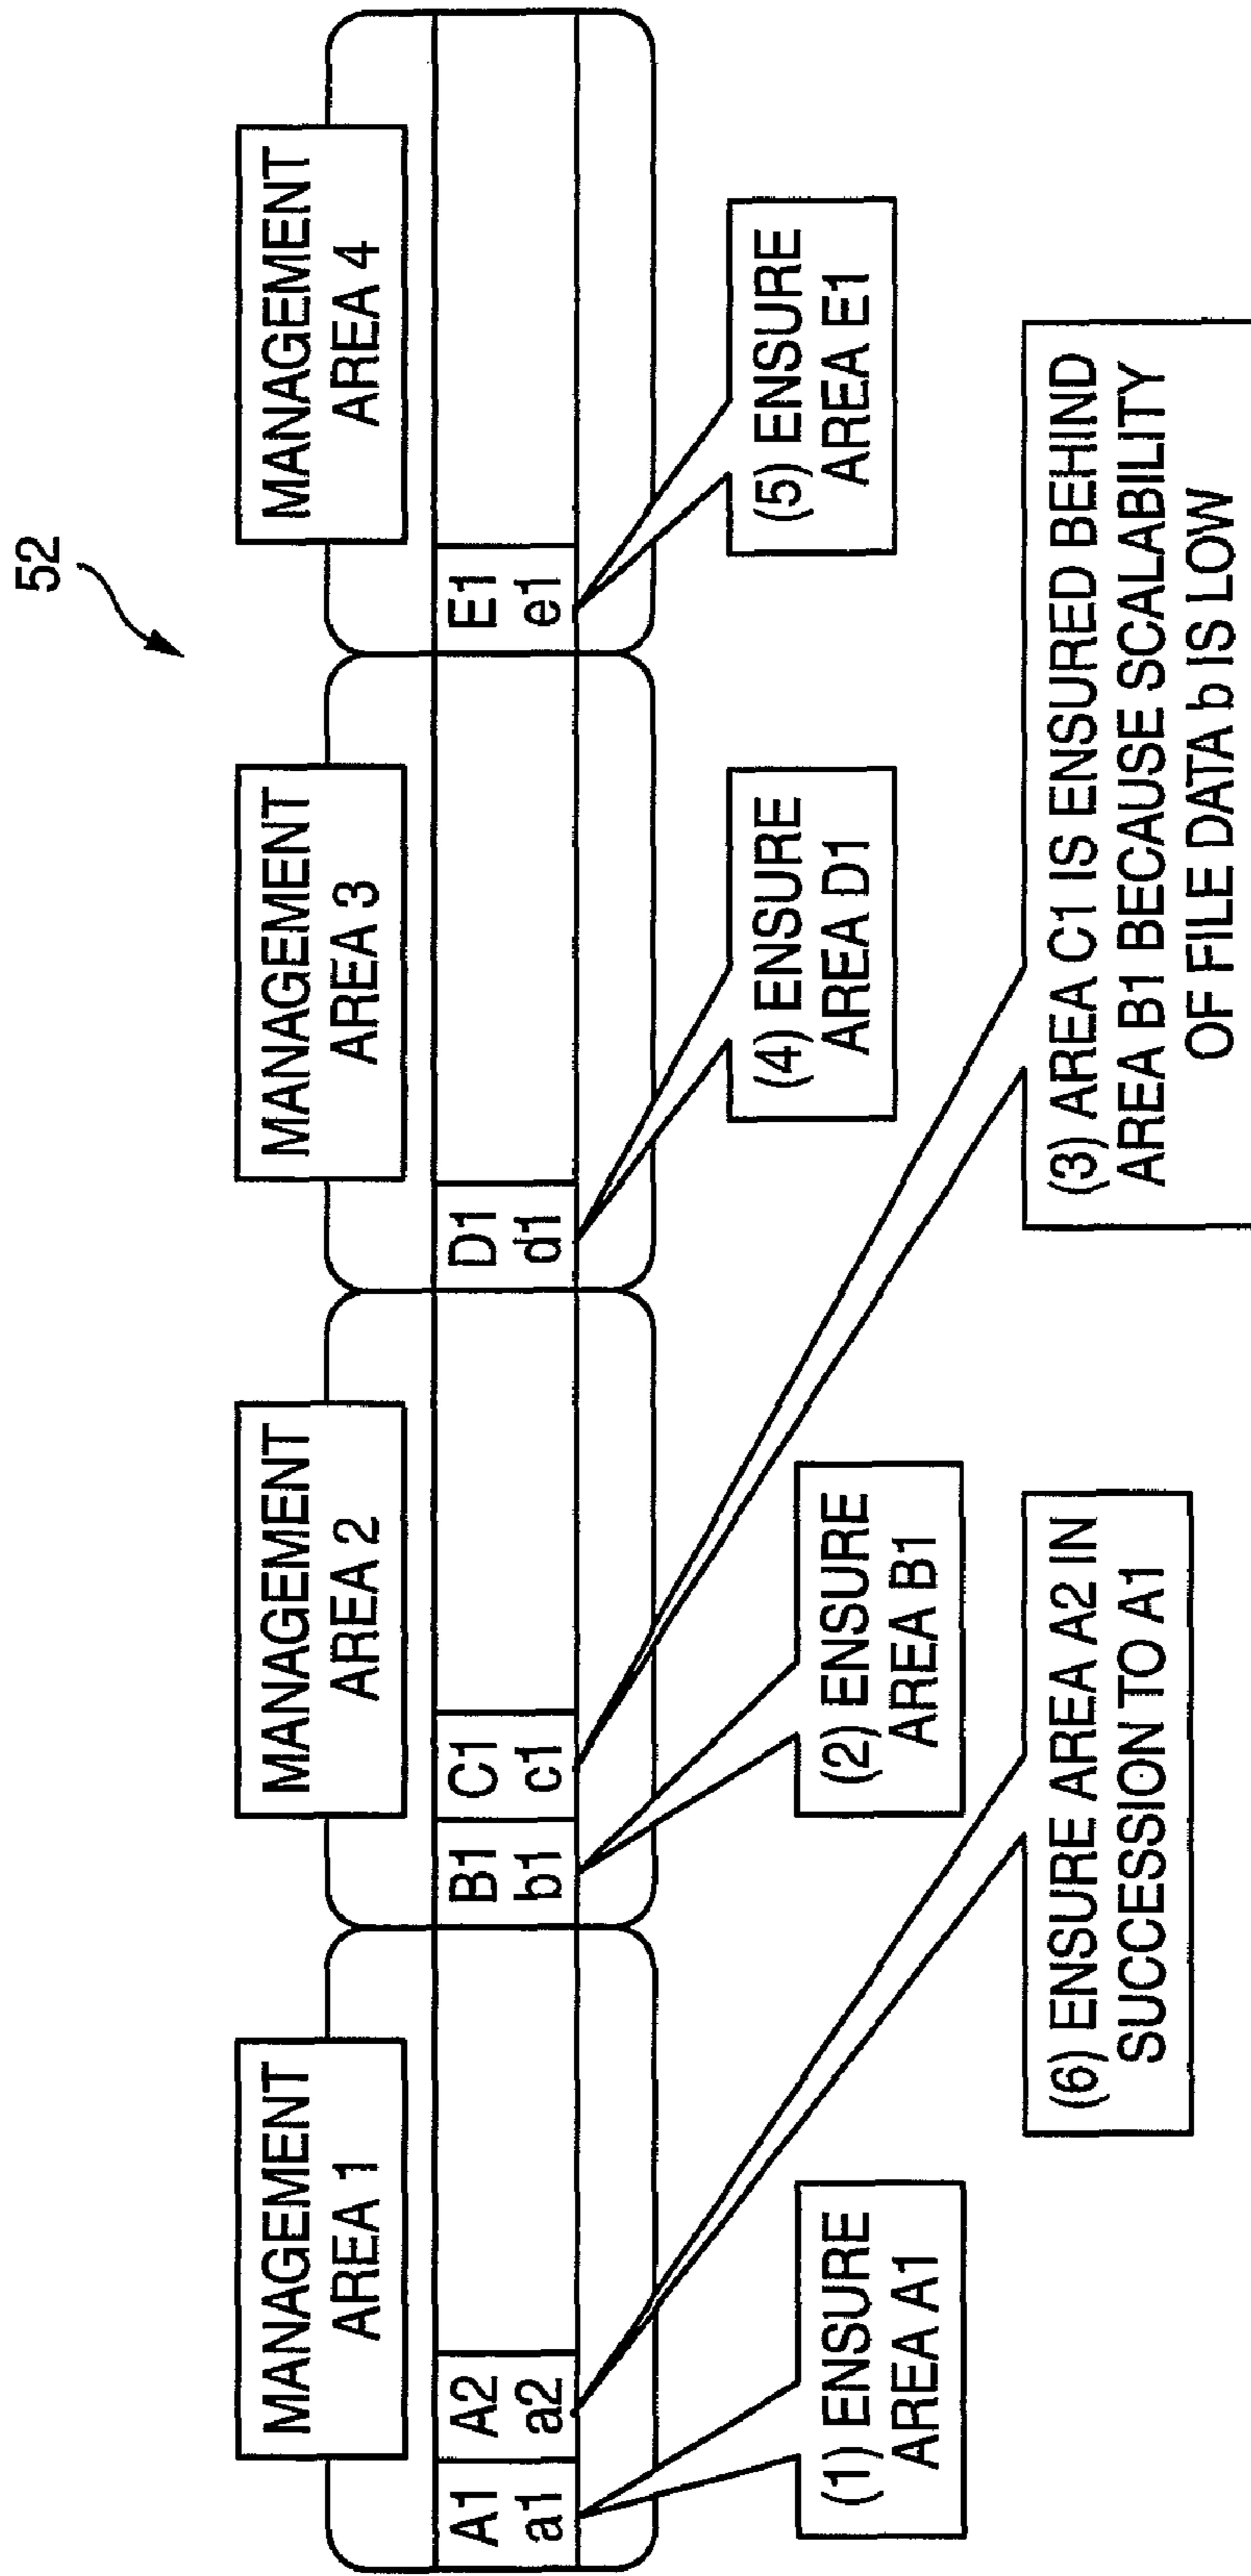 52
MANAGEMENT
AREA 1
MANAGEMENT
AREA 2
MANAGEMENT
AREA 3
MANAGEMENT
AREA 4
A1
a1
A2
a2
B1
b1
C1
c1
D1
d1
E1
e1
(1) ENSURE
AREA A1
(2) ENSURE
AREA B1
(4) ENSURE
AREA D1
(5) ENSURE
AREA E1
(6) ENSURE AREA A2 IN
SUCCESSION TO A1
(3) AREA C1 IS ENSURED BEHIND
AREA B1 BECAUSE SCALABILITY
OF FILE DATA b IS LOW